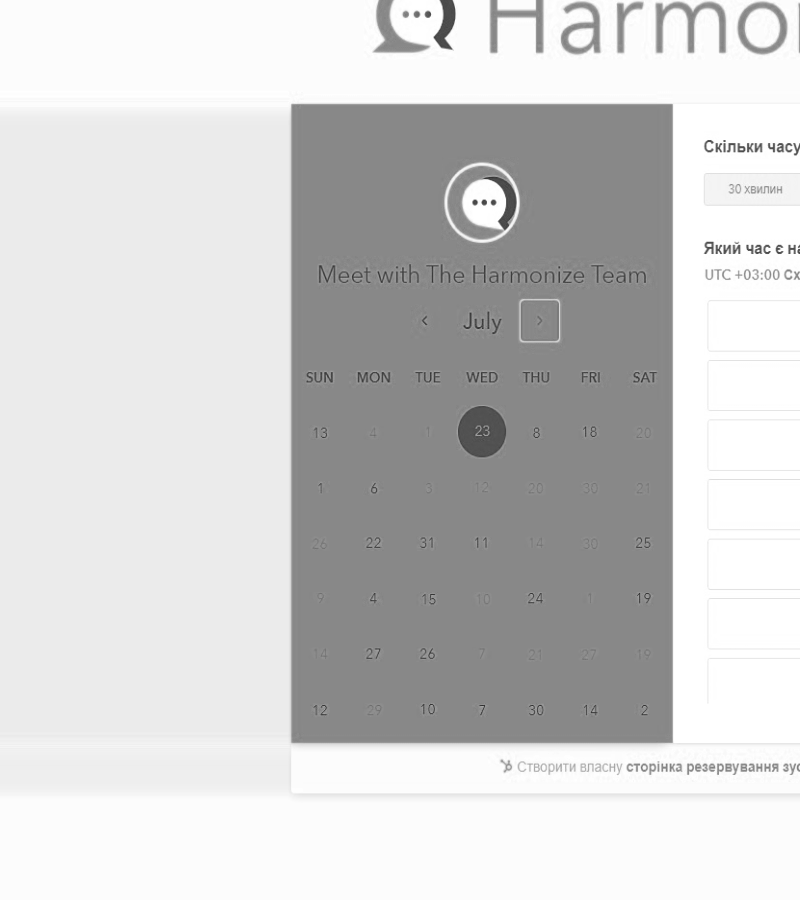 Harmo
Meet with The Harmonize Team
July
SUN MON TUE WED THU FRI SAT
13 4 1 23 8 18 20
1 6 3 12 20 30 21
26 22 31 11 14 30 25
9 4 15 10 24 1 19
14 27 26 7 21 27 19
12 29 10 7 30 14 2
Скільки часу
30 хвилин
Який час є на
UTC +03:00 Сх
Створити власну сторінка резервування зус